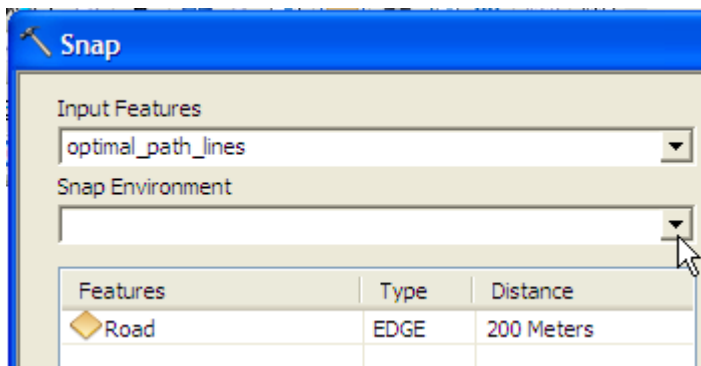 Snap
Input Features
optimal_path_lines
Snap Environment
Features Type Distance
Road EDGE 200 Meters